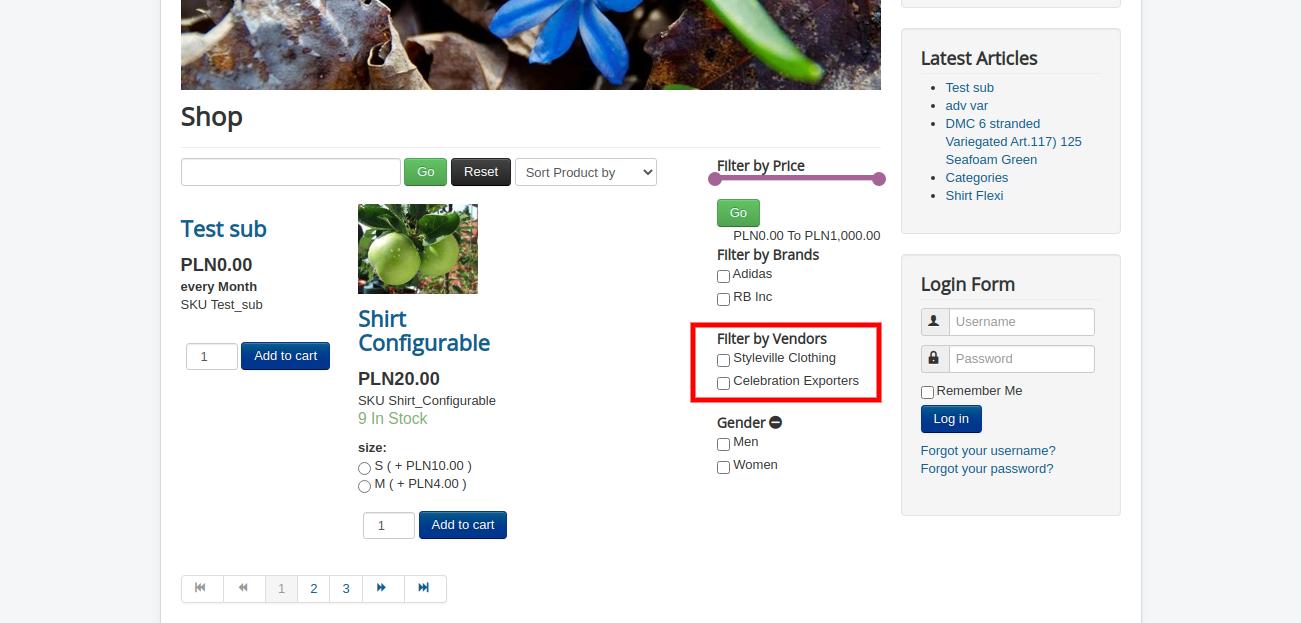 Shop
Go
Reset
Sort Product by
Test sub
PLN0.00
every Month
SKU Test_sub
1
Add to cart
Shirt
Configurable
PLN20.00
SKU Shirt_Configurable
9 In Stock
size:
S ( + PLN10.00 )
M ( + PLN4.00 )
1
Add to cart
1
2
3
Filter by Price
Go
PLN0.00 To PLN1,000.00
Filter by Brands
Adidas
RB Inc
Filter by Vendors
Styleville Clothing
Celebration Exporters
Gender
Men
Women
Latest Articles
Test sub
adv var
DMC 6 stranded
Variegated Art.117) 125
Seafoam Green
Categories
Shirt Flexi
Login Form
Username
Password
Remember Me
Log in
Forgot your username?
Forgot your password?